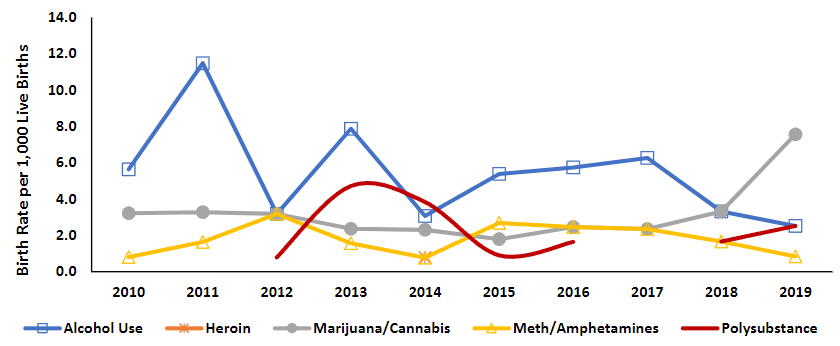 Birth Rate per 1,000 Live Births
14.0
12.0
10.0
8.0
6.0
4.0
2.0
0.0
2010 2011 2012 2013 2014 2015 2016 2017 2018 2019
Alcohol Use Heroin Marijuana/Cannabis Meth/Amphetamines Polysubstance